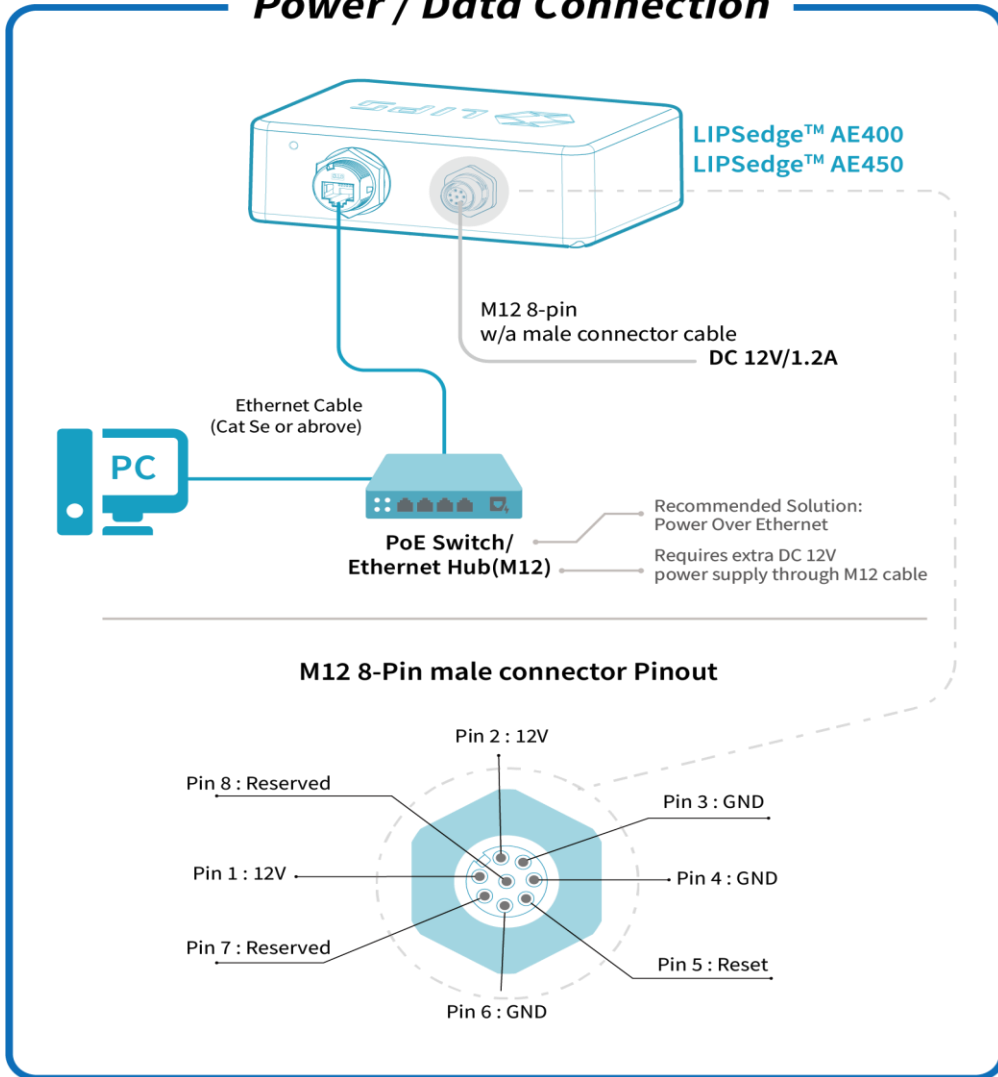 Power / Data Connection
LIPS
LIPSedge™ AE400
LIPSedge™ AE450
M12 8-pin
w/a male connector cable
DC 12V/1.2A
Ethernet Cable
(Cat Se or abrove)
PC
PoE Switch/
Ethernet Hub(M12)
Recommended Solution:
Power Over Ethernet
Requires extra DC 12V
power supply through M12 cable
M12 8-Pin male connector Pinout
Pin 2 : 12V
Pin 8 : Reserved
Pin 3 : GND
Pin 1 : 12V
Pin 4 : GND
Pin 7 : Reserved
Pin 5 : Reset
Pin 6 : GND